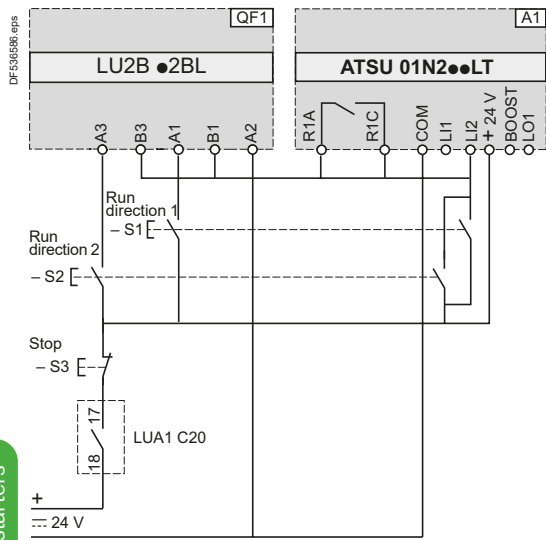 DF536586.eps
QF1
A1
LU2B ●2BL
ATSU 01N2●●LT
A3
B3
A1
B1
A2
R1A
R1C
COM
LI1
LI2
+ 24 V
BOOST
LO1
Run
direction 1
– S1
Run
direction 2
– S2
Stop
– S3
17
18
LUA1 C20
+
24 V
starters